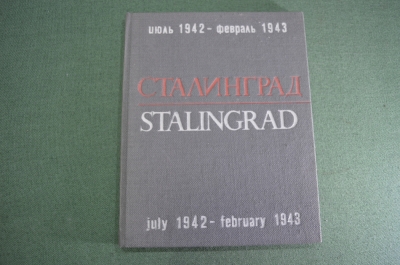 июль 1942 - февраль 1943
СТАЛИНГРАД
STALINGRAD
july 1942 - february 1943